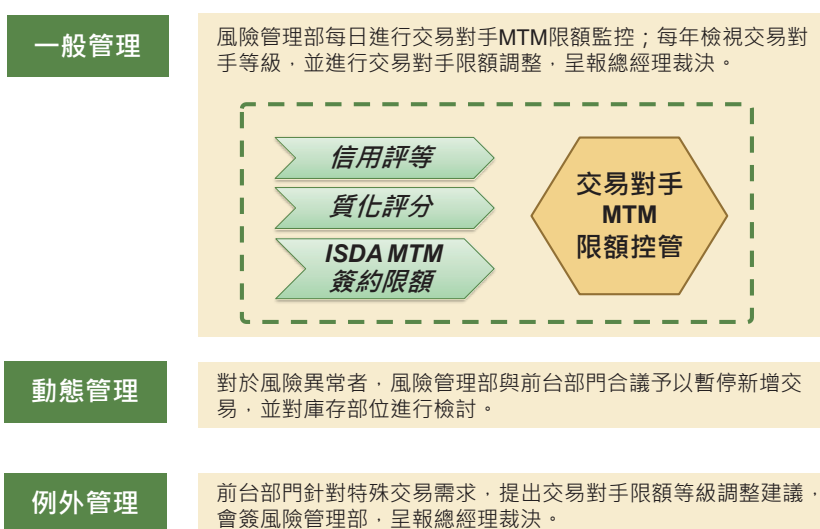 一般管理
風險管理部每日進行交易對手MTM限額監控；每年檢視交易對
手等級，並進行交易對手限額調整，呈報總經理裁決。
信用評等
質化評分
ISDA MTM
簽約限額
交易對手
MTM
限額控管
動態管理
對於風險異常者，風險管理部與前台部門合議予以暫停新增交
易，並對庫存部位進行檢討。
例外管理
前台部門針對特殊交易需求，提出交易對手限額等級調整建議，
會簽風險管理部，呈報總經理裁決。